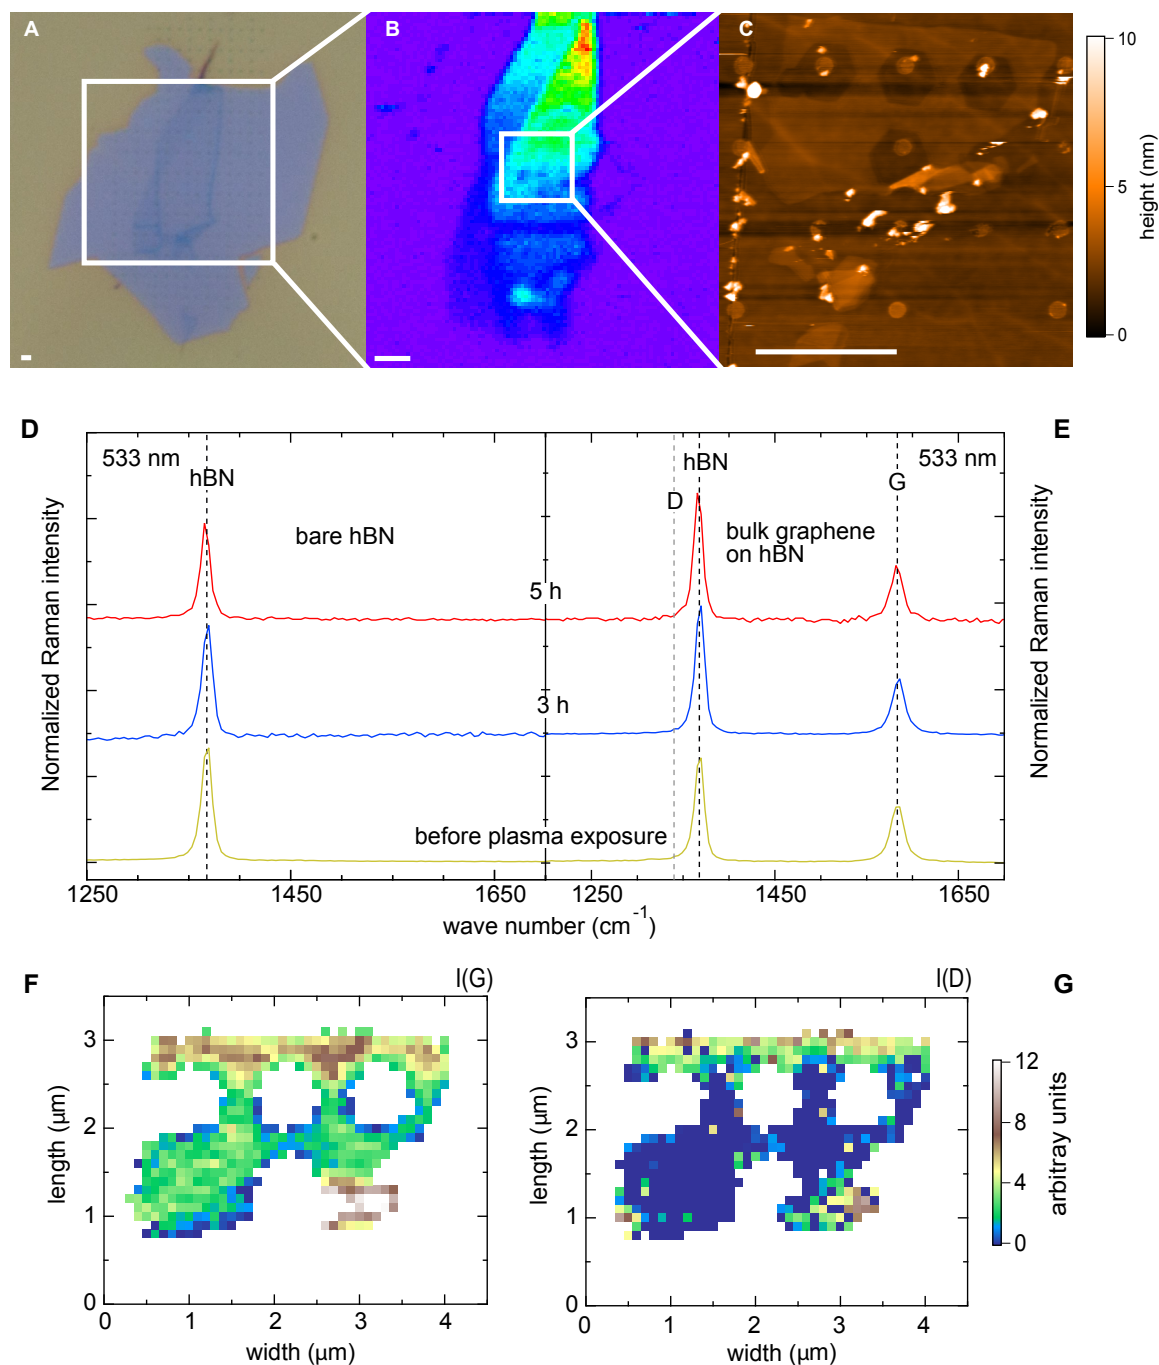 A
B
C
10
5
0
height (nm)
D
E
533 nm
hBN
bare hBN
hBN
D
G
533 nm
bulk graphene
on hBN
5 h
3 h
before plasma exposure
Normalized Raman intensity
Normalized Raman intensity
1250
1450
1650
1250
1450
1650
wave number (cm⁻¹)
F
I(G)
3
2
1
0
length (µm)
0
1
2
3
4
width (µm)
I(D)
G
3
2
1
0
length (µm)
0
1
2
3
4
width (µm)
12
8
4
0
arbitray units